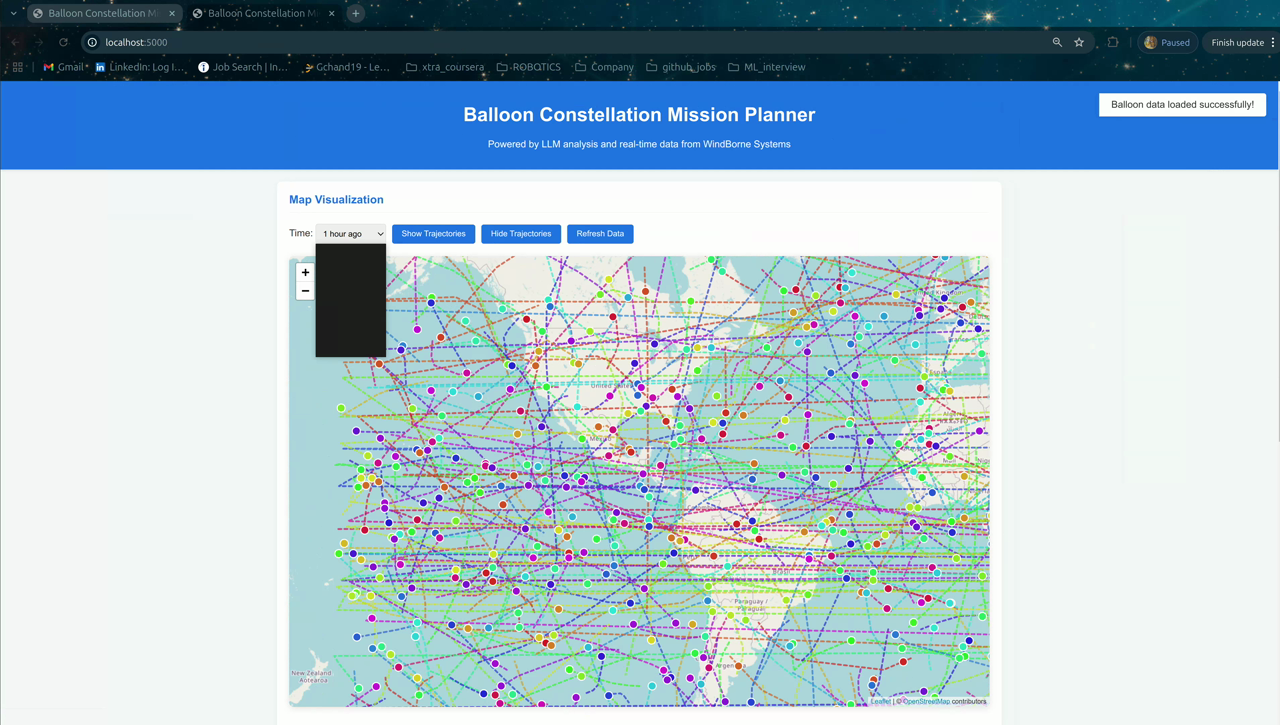 Balloon Constellation Mi
Balloon Constellation Mi
localhost:5000
Paused
Finish update
Gmail
LinkedIn: Log I...
Job Search | In...
Gchand19 - Le...
xtra_coursera
ROBOTICS
Company
github_jobs
ML_interview
Balloon Constellation Mission Planner
Powered by LLM analysis and real-time data from WindBorne Systems
Balloon data loaded successfully!
Map Visualization
Time:
1 hour ago
Show Trajectories
Hide Trajectories
Refresh Data
+
−
United States
Mexico
Paraguay /
Paraguai
New Zealand
Aotearoa
Leaflet | © OpenStreetMap contributors